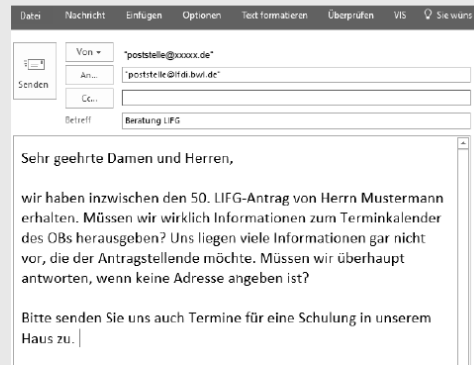 Datei Nachricht Einfügen Optionen Text formatieren Überprüfen VIS Sie wüns
Von
"poststelle@xxxxx.de"
Senden
An...
"poststelle@lfdi.bwl.de"
Cc...
Betreff
Beratung LIFG
Sehr geehrte Damen und Herren,
wir haben inzwischen den 50. LIFG-Antrag von Herrn Mustermann
erhalten. Müssen wir wirklich Informationen zum Terminkalender
des OBs herausgeben? Uns liegen viele Informationen gar nicht
vor, die der Antragstellende möchte. Müssen wir überhaupt
antworten, wenn keine Adresse angeben ist?
Bitte senden Sie uns auch Termine für eine Schulung in unserem
Haus zu.